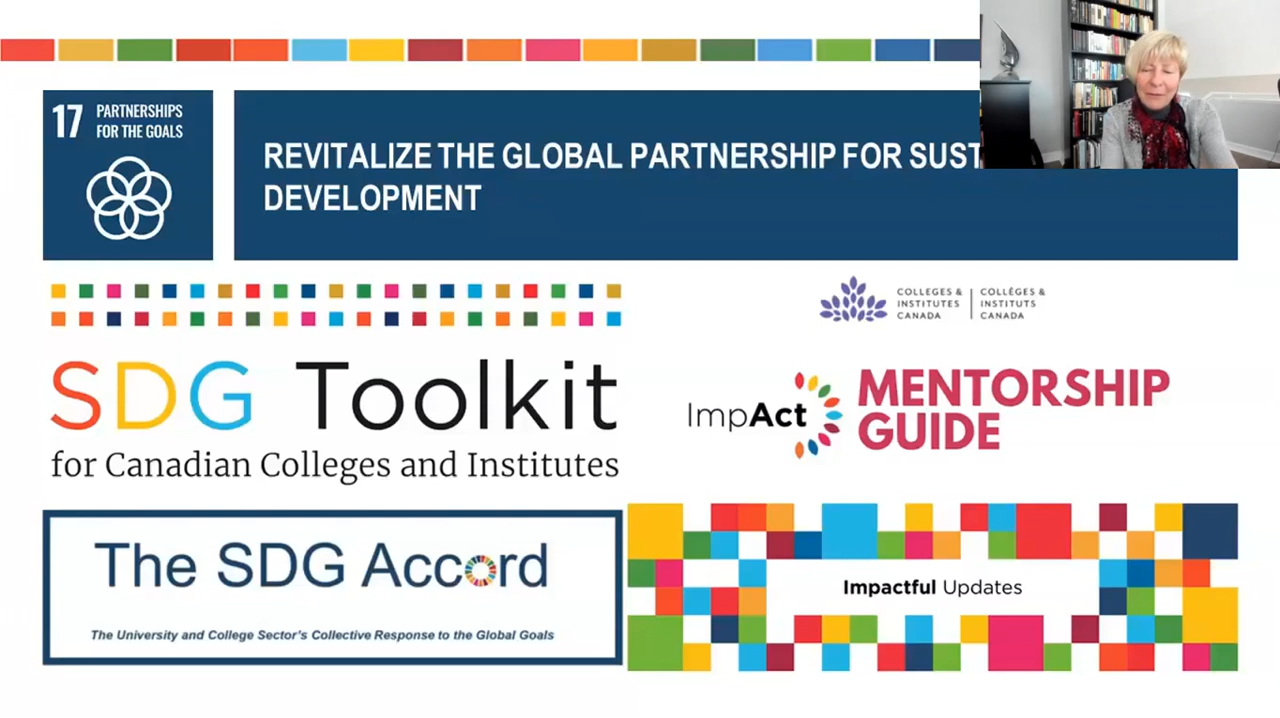 17 PARTNERSHIPS
FOR THE GOALS
REVITALIZE THE GLOBAL PARTNERSHIP FOR SUST
DEVELOPMENT
SDG Toolkit
for Canadian Colleges and Institutes
COLLEGES &
INSTITUTES
CANADA
COLLÈGES &
INSTITUTS
CANADA
ImpAct
MENTORSHIP
GUIDE
The SDG Accord
The University and College Sector's Collective Response to the Global Goals
Impactful Updates